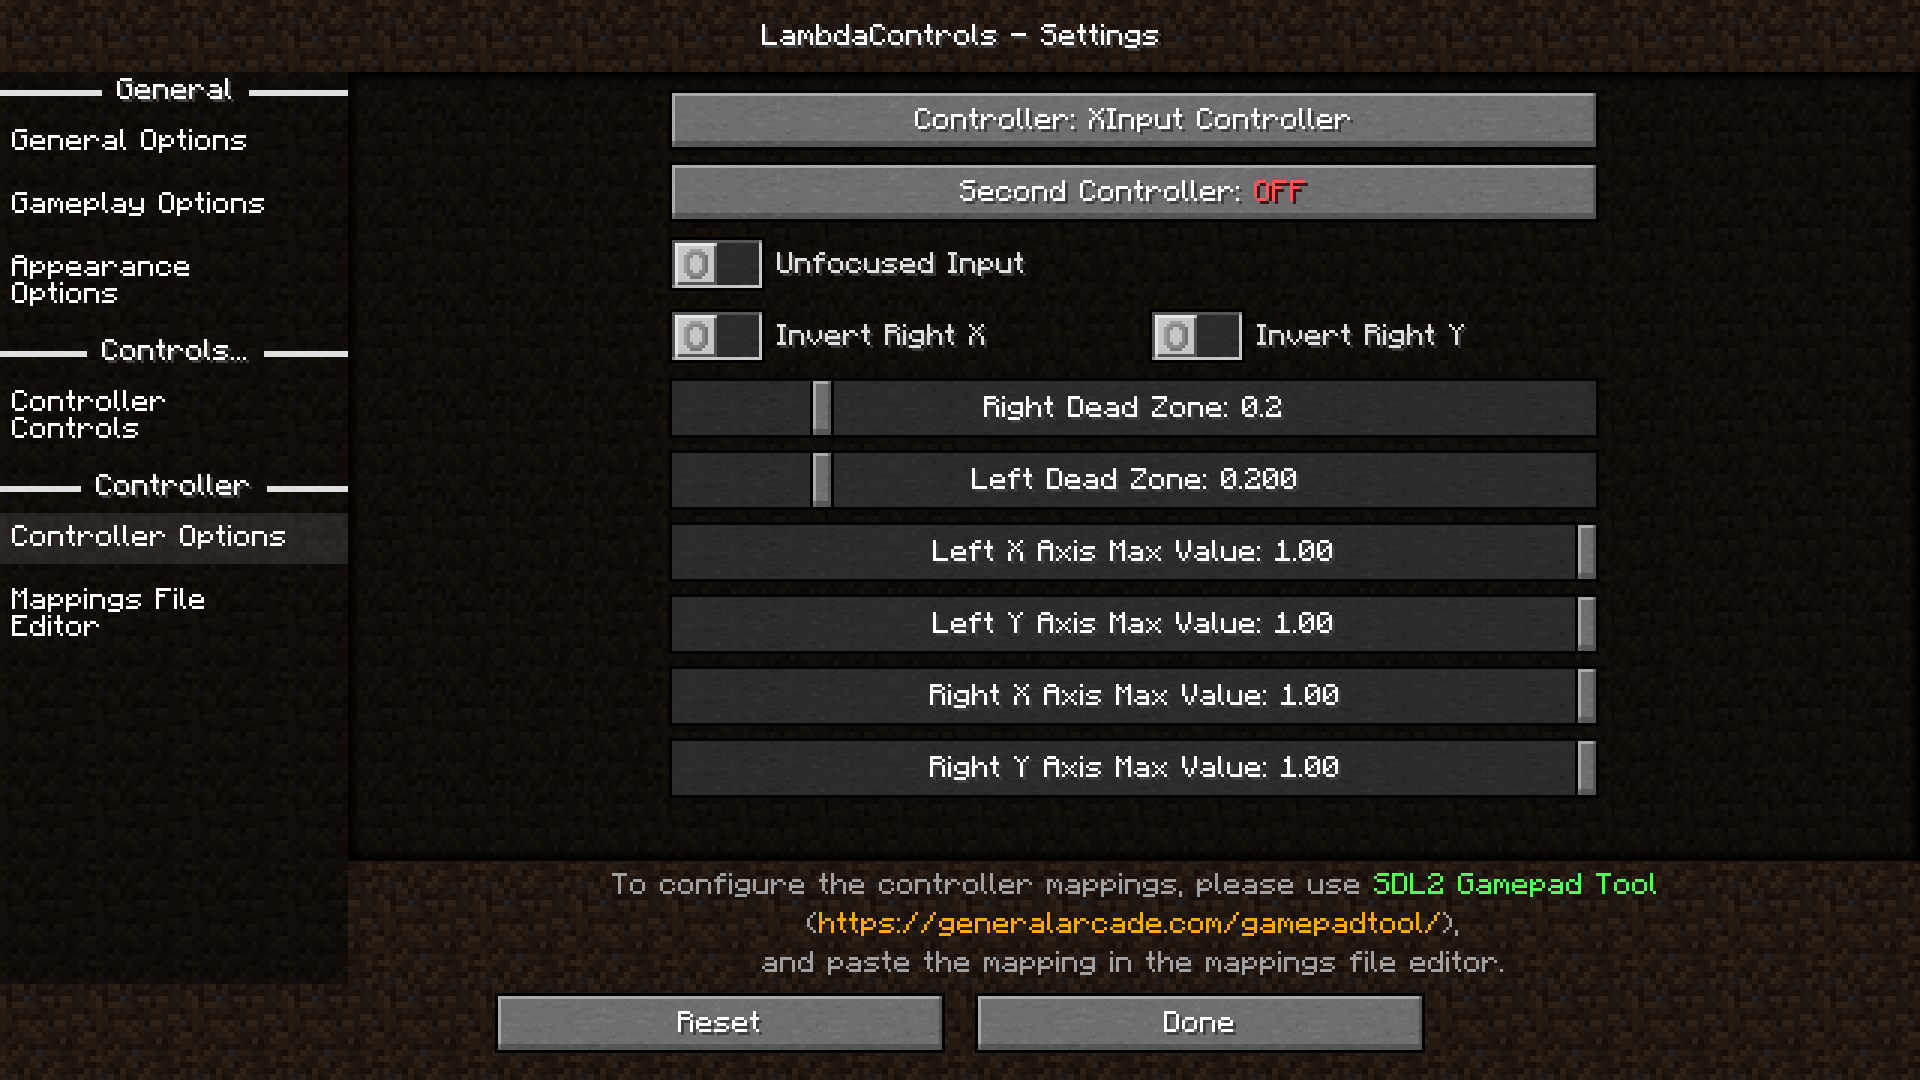 LambdaControls - Settings
General
General Options
Gameplay Options
Appearance
Options
Controls...
Controller
Controls
Controller
Controller Options
Mappings File
Editor
Controller: XInput Controller
Second Controller: OFF
Unfocused Input
Invert Right X
Invert Right Y
Right Dead Zone: 0.2
Left Dead Zone: 0.200
Left X Axis Max Value: 1.00
Left Y Axis Max Value: 1.00
Right X Axis Max Value: 1.00
Right Y Axis Max Value: 1.00
To configure the controller mappings, please use SDL2 Gamepad Tool
(https://generalarcade.com/gamepadtool/),
and paste the mapping in the mappings file editor.
Reset
Done